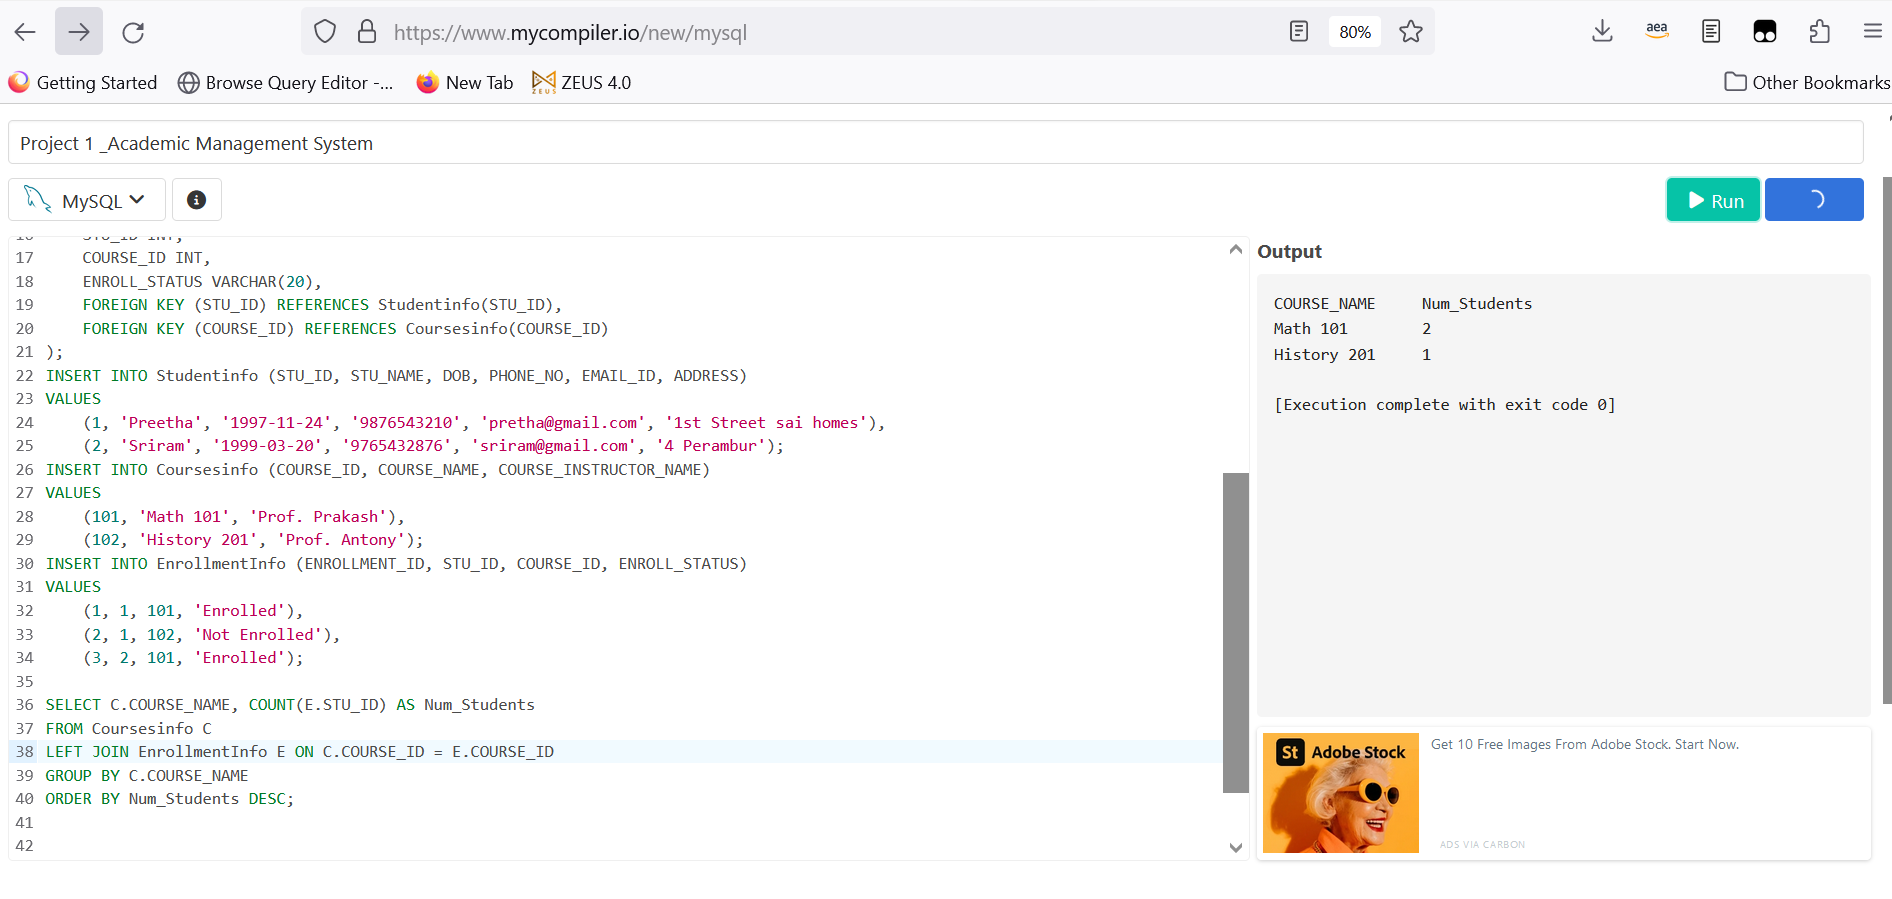 https://www.mycompiler.io/new/mysql
80%
aea
Getting Started
Browse Query Editor -...
New Tab
ZEUS
ZEUS 4.0
Other Bookmarks
Project 1 _Academic Management System
MySQL
Run
16 STU_ID INT,
17 COURSE_ID INT,
18 ENROLL_STATUS VARCHAR(20),
19 FOREIGN KEY (STU_ID) REFERENCES Studentinfo(STU_ID),
20 FOREIGN KEY (COURSE_ID) REFERENCES Coursesinfo(COURSE_ID)
21 );
22 INSERT INTO Studentinfo (STU_ID, STU_NAME, DOB, PHONE_NO, EMAIL_ID, ADDRESS)
23 VALUES
24 (1, 'Preetha', '1997-11-24', '9876543210', 'pretha@gmail.com', '1st Street sai homes'),
25 (2, 'Sriram', '1999-03-20', '9765432876', 'sriram@gmail.com', '4 Perambur');
26 INSERT INTO Coursesinfo (COURSE_ID, COURSE_NAME, COURSE_INSTRUCTOR_NAME)
27 VALUES
28 (101, 'Math 101', 'Prof. Prakash'),
29 (102, 'History 201', 'Prof. Antony');
30 INSERT INTO EnrollmentInfo (ENROLLMENT_ID, STU_ID, COURSE_ID, ENROLL_STATUS)
31 VALUES
32 (1, 1, 101, 'Enrolled'),
33 (2, 1, 102, 'Not Enrolled'),
34 (3, 2, 101, 'Enrolled');
35
36 SELECT C.COURSE_NAME, COUNT(E.STU_ID) AS Num_Students
37 FROM Coursesinfo C
38 LEFT JOIN EnrollmentInfo E ON C.COURSE_ID = E.COURSE_ID
39 GROUP BY C.COURSE_NAME
40 ORDER BY Num_Students DESC;
41
42
Output
COURSE_NAME Num_Students
Math 101 2
History 201 1
[Execution complete with exit code 0]
St Adobe Stock
Get 10 Free Images From Adobe Stock. Start Now.
ADS VIA CARBON